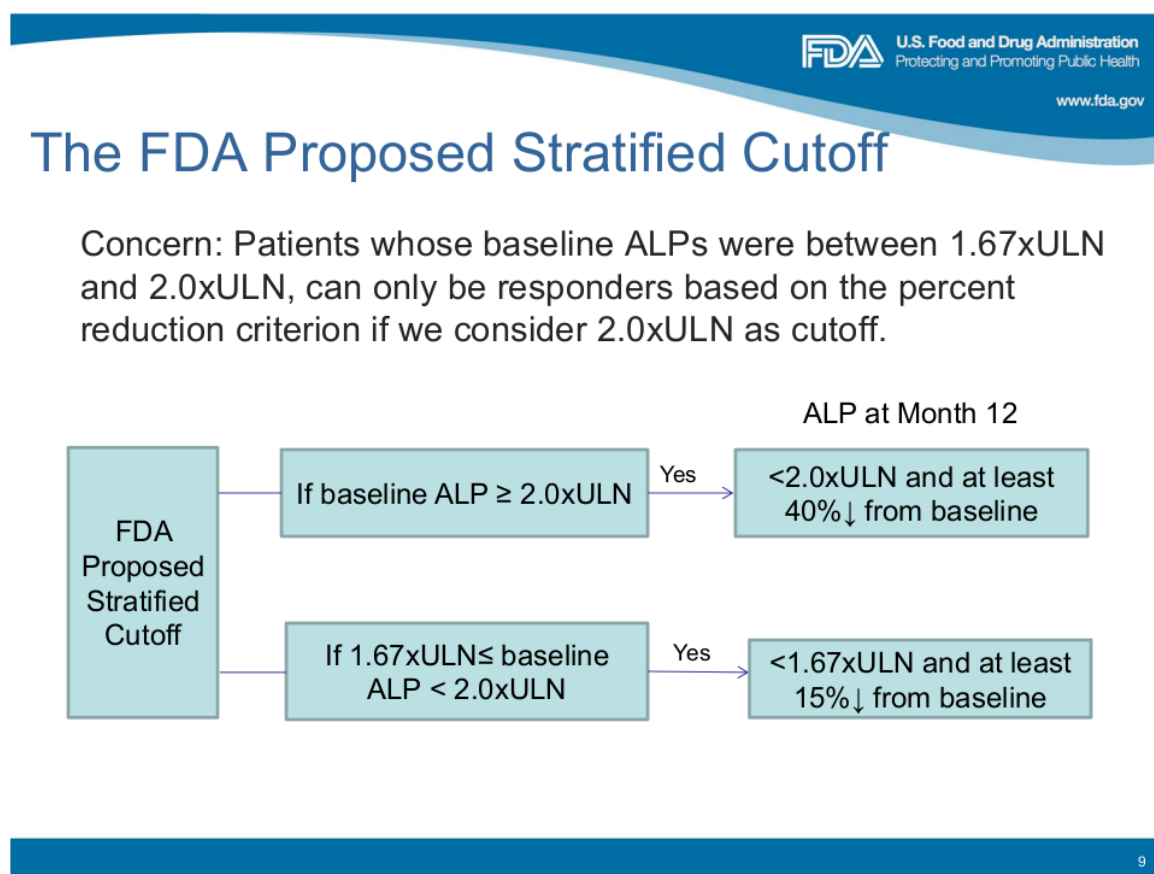 FDA
U.S. Food and Drug Administration
Protecting and Promoting Public Health
www.fda.gov
The FDA Proposed Stratified Cutoff
Concern: Patients whose baseline ALPs were between 1.67xULN
and 2.0xULN, can only be responders based on the percent
reduction criterion if we consider 2.0xULN as cutoff.
ALP at Month 12
FDA
Proposed
Stratified
Cutoff
If baseline ALP ≥ 2.0xULN
Yes
<2.0xULN and at least
40%↓ from baseline
If 1.67xULN≤ baseline
ALP < 2.0xULN
Yes
<1.67xULN and at least
15%↓ from baseline
9